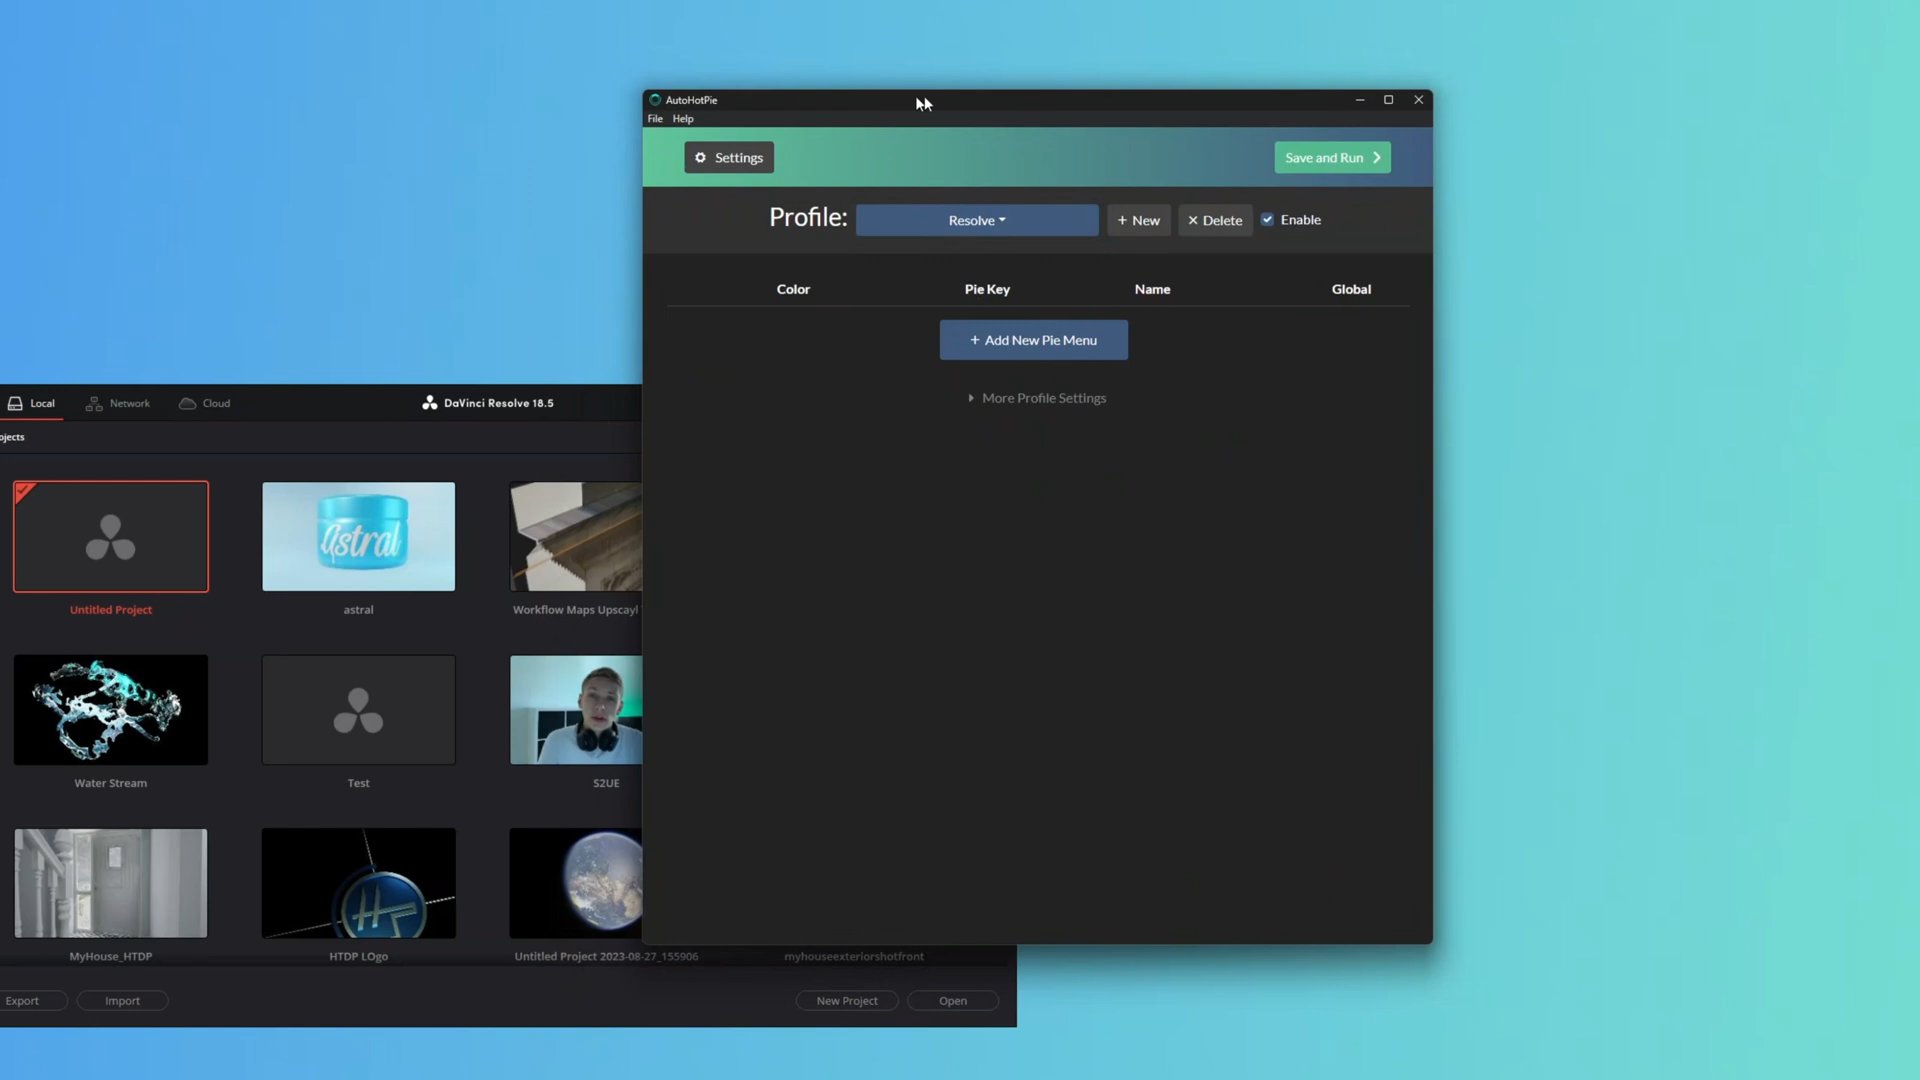 AutoHotPie
File Help
Settings
Save and Run
Profile:
Resolve
+ New
× Delete
Enable
Color
Pie Key
Name
Global
+ Add New Pie Menu
More Profile Settings
Local
Network
Cloud
DaVinci Resolve 18.5
ojects
Astral
Untitled Project
astral
Workflow Maps Upscayl
Water Stream
Test
S2UE
MyHouse_HTDP
HTDP LOgo
Untitled Project 2023-08-27_155906
myhouseexteriorshotfront
Export
Import
New Project
Open